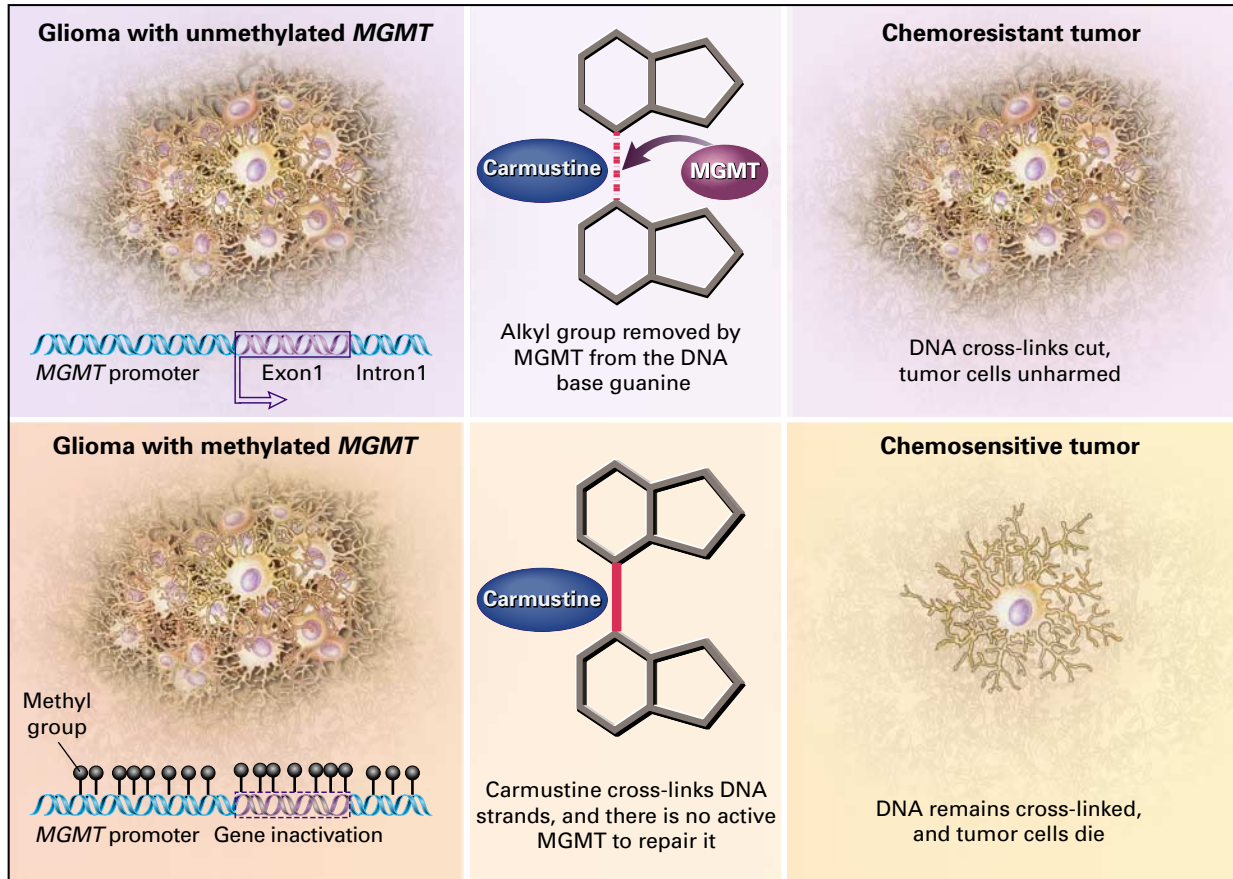 Glioma with unmethylated MGMT
MGMT promoter
Exon1
Intron1
Carmustine
MGMT
Alkyl group removed by
MGMT from the DNA
base guanine
Chemoresistant tumor
DNA cross-links cut,
tumor cells unharmed
Glioma with methylated MGMT
Methyl
group
MGMT promoter
Gene inactivation
Carmustine
Carmustine cross-links DNA
strands, and there is no active
MGMT to repair it
Chemosensitive tumor
DNA remains cross-linked,
and tumor cells die